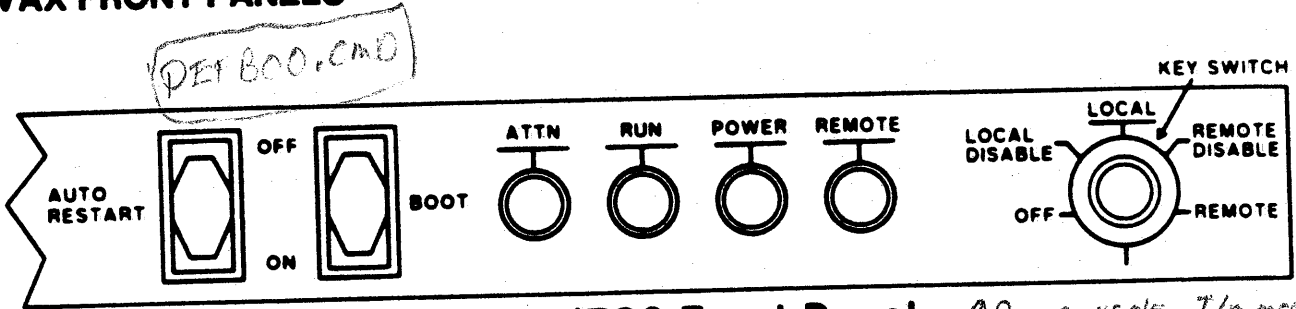 VAX FRONT PANELS
DEFBOO.CMD
KEY SWITCH
LOCAL
ATTN RUN POWER REMOTE
LOCAL DISABLE
REMOTE DISABLE
OFF
AUTO RESTART
BOOT
OFF
REMOTE
ON
Front Panel